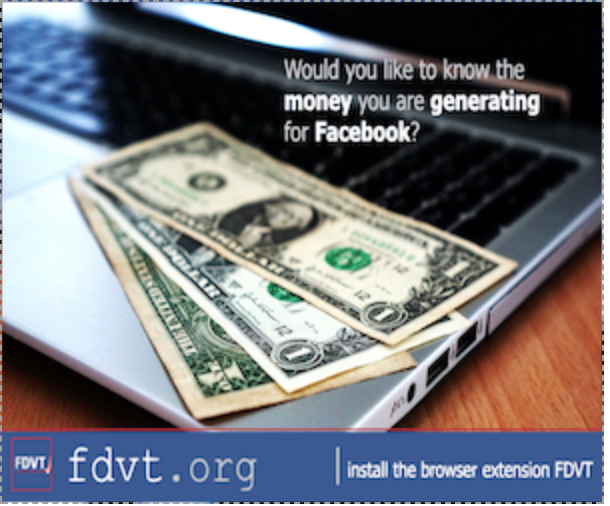 Would you like to know the
money you are generating
for Facebook?
FDVT
fdvt.org
install the browser extension FDVT